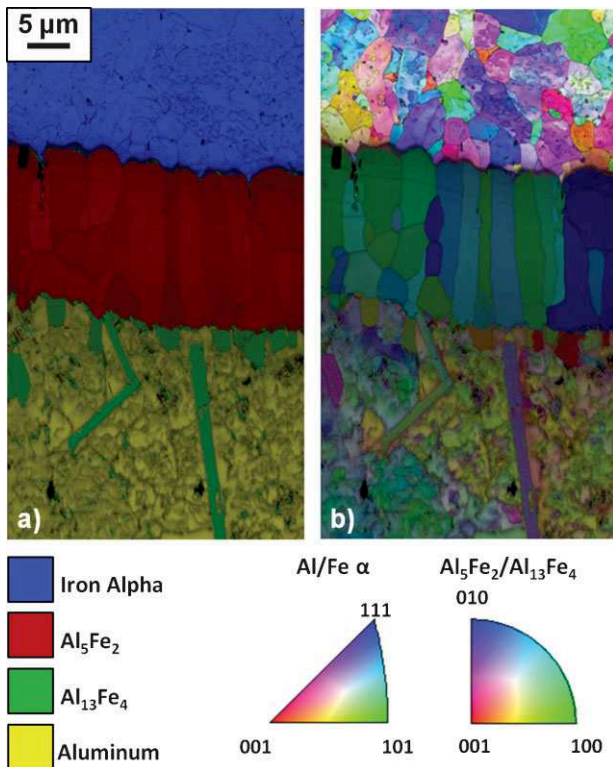 5 µm
a)
b)
Iron Alpha
Al₅Fe₂
Al₁₃Fe₄
Aluminum
Al/Fe α
111
001
101
Al₅Fe₂/Al₁₃Fe₄
010
001
100